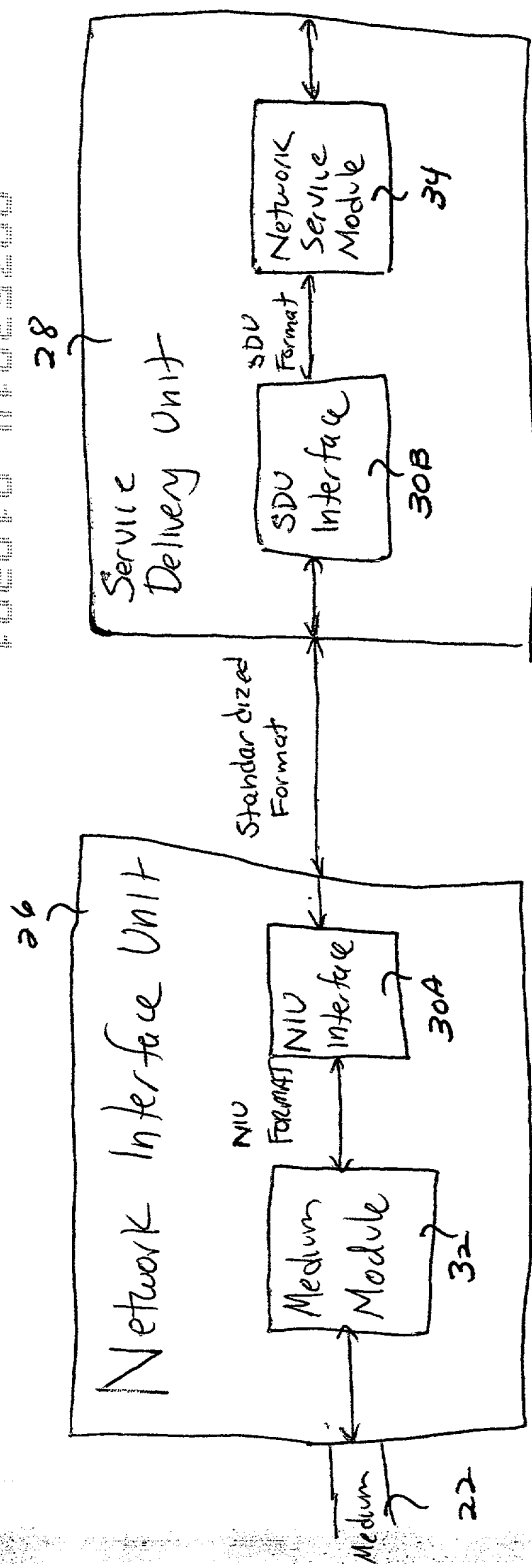 26
Network Interface Unit
NIU
FORMAT
Medium
Module
32
NIU
Interface
30A
Medium
22
Standardized
Format
28
Service
Delivery Unit
SDU
Interface
30B
SDU
Format
Network
Service
Module
34